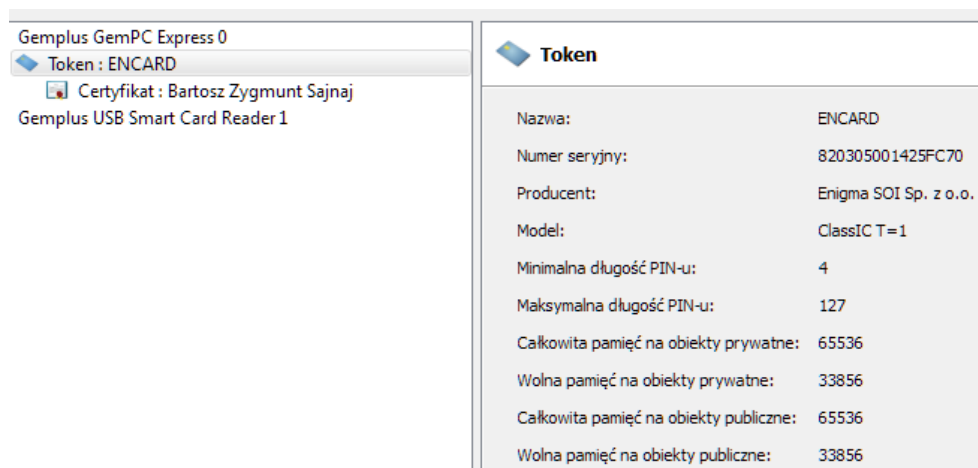 Gemplus GemPC Express 0
Token : ENCARD
Certyfikat : Bartosz Zygmunt Sajnaj
Gemplus USB Smart Card Reader 1
Token
Nazwa: ENCARD
Numer seryjny: 820305001425FC70
Producent: Enigma SOI Sp. z o.o.
Model: ClassIC T=1
Minimalna długość PIN-u: 4
Maksymalna długość PIN-u: 127
Całkowita pamięć na obiekty prywatne: 65536
Wolna pamięć na obiekty prywatne: 33856
Całkowita pamięć na obiekty publiczne: 65536
Wolna pamięć na obiekty publiczne: 33856